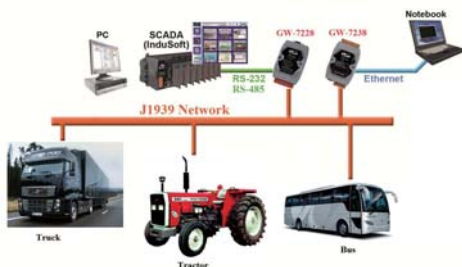 PC
SCADA
(InduSoft)
GW-7228
GW-7238
Notebook
RS-232
RS-485
Ethernet
J1939 Network
Truck
Tractor
Bus